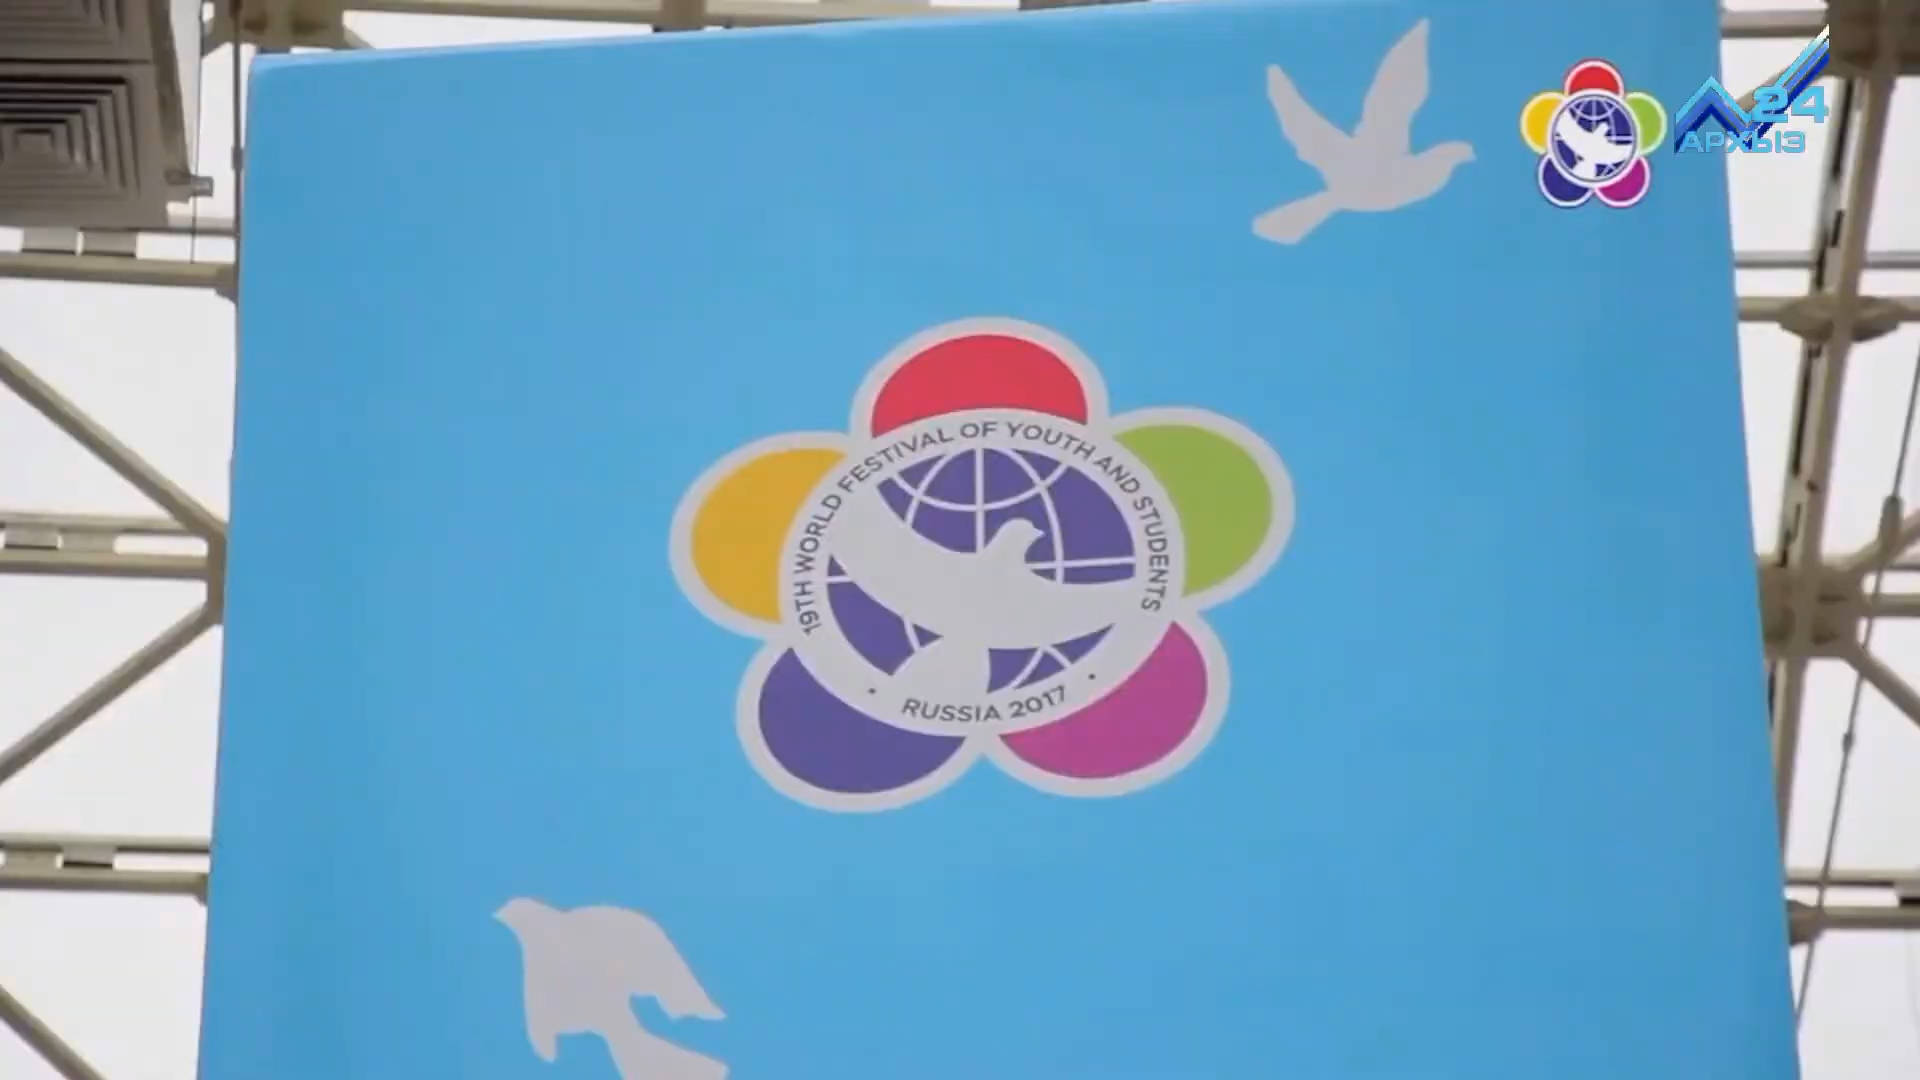 24
АРХЫЗ
19TH WORLD FESTIVAL OF YOUTH AND STUDENTS
• RUSSIA 2017 •